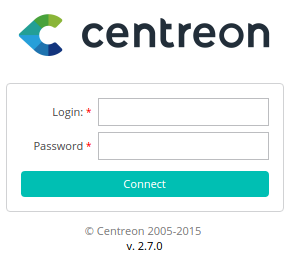 centreon
Login: *
Password *
Connect
© Centreon 2005-2015
v. 2.7.0